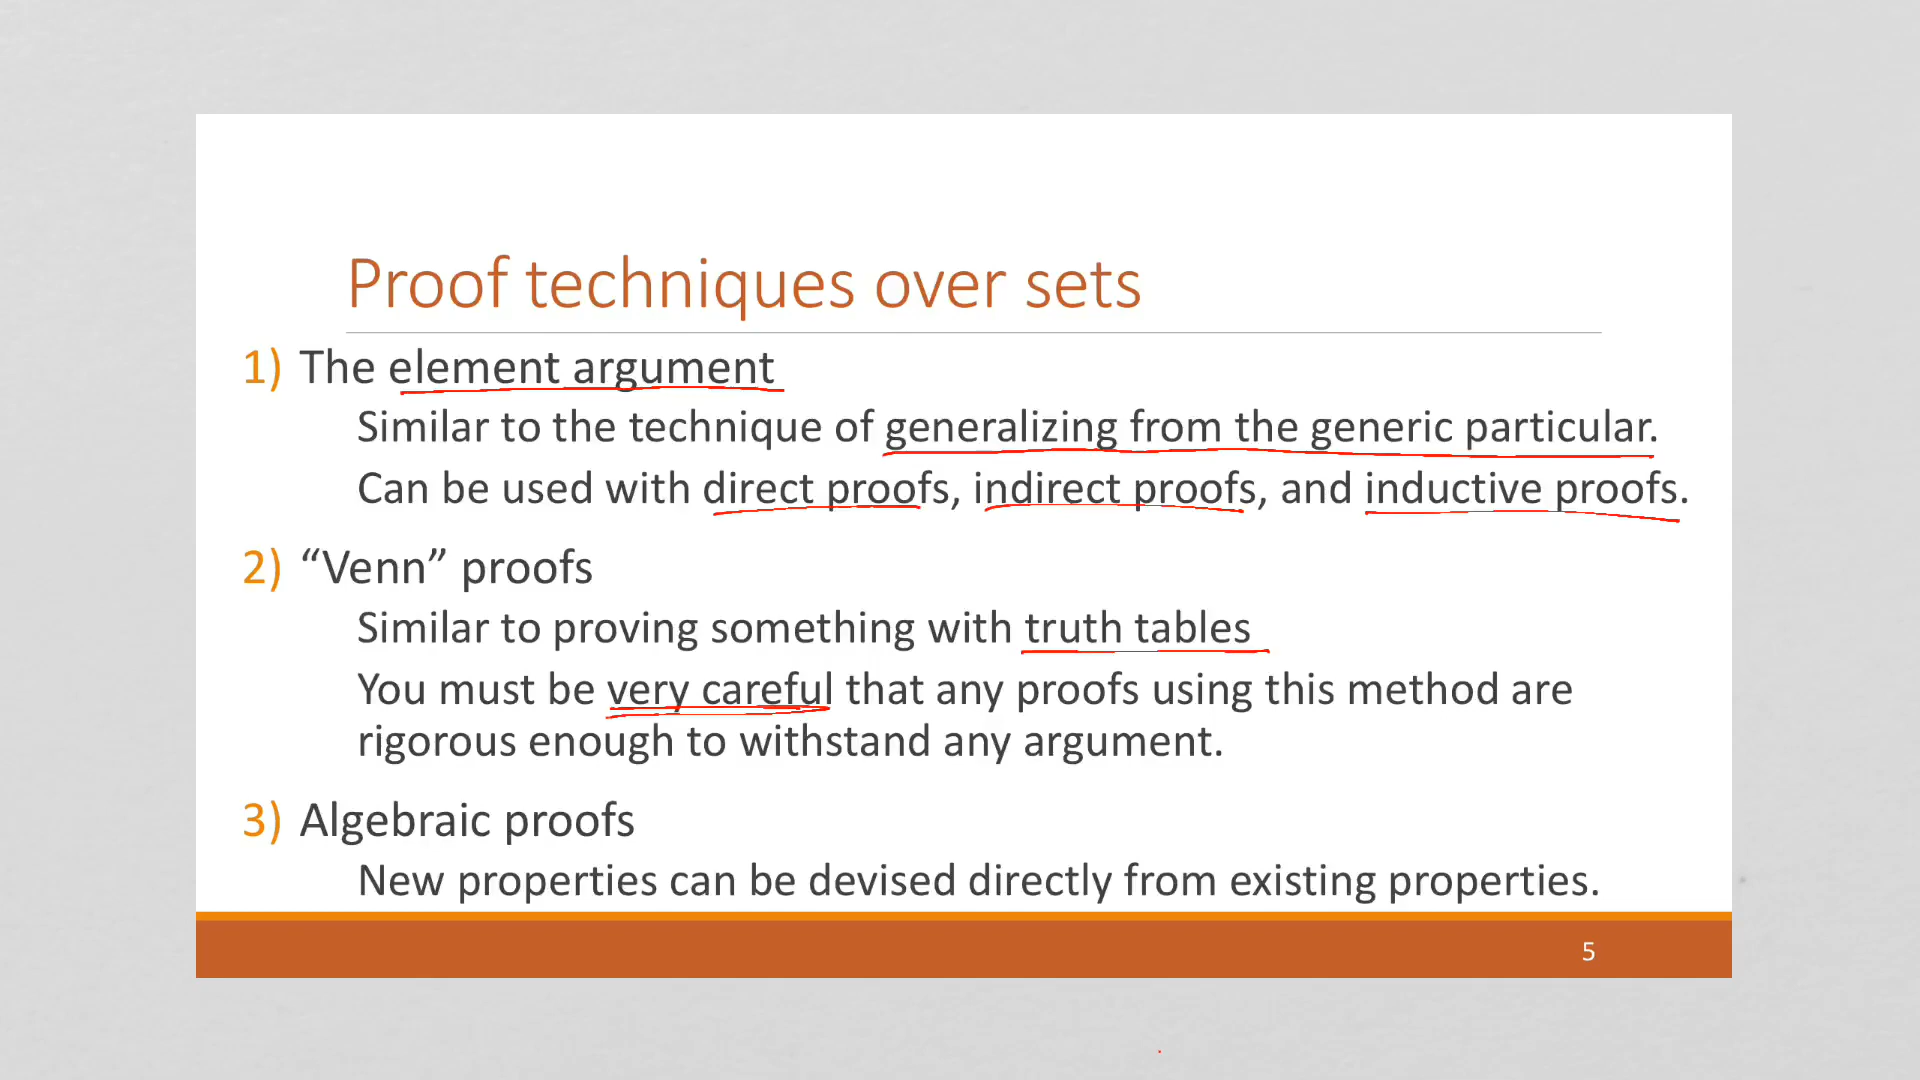 Proof techniques over sets
1) The element argument
Similar to the technique of generalizing from the generic particular.
Can be used with direct proofs, indirect proofs, and inductive proofs.
2) “Venn” proofs
Similar to proving something with truth tables
You must be very careful that any proofs using this method are
rigorous enough to withstand any argument.
3) Algebraic proofs
New properties can be devised directly from existing properties.
5